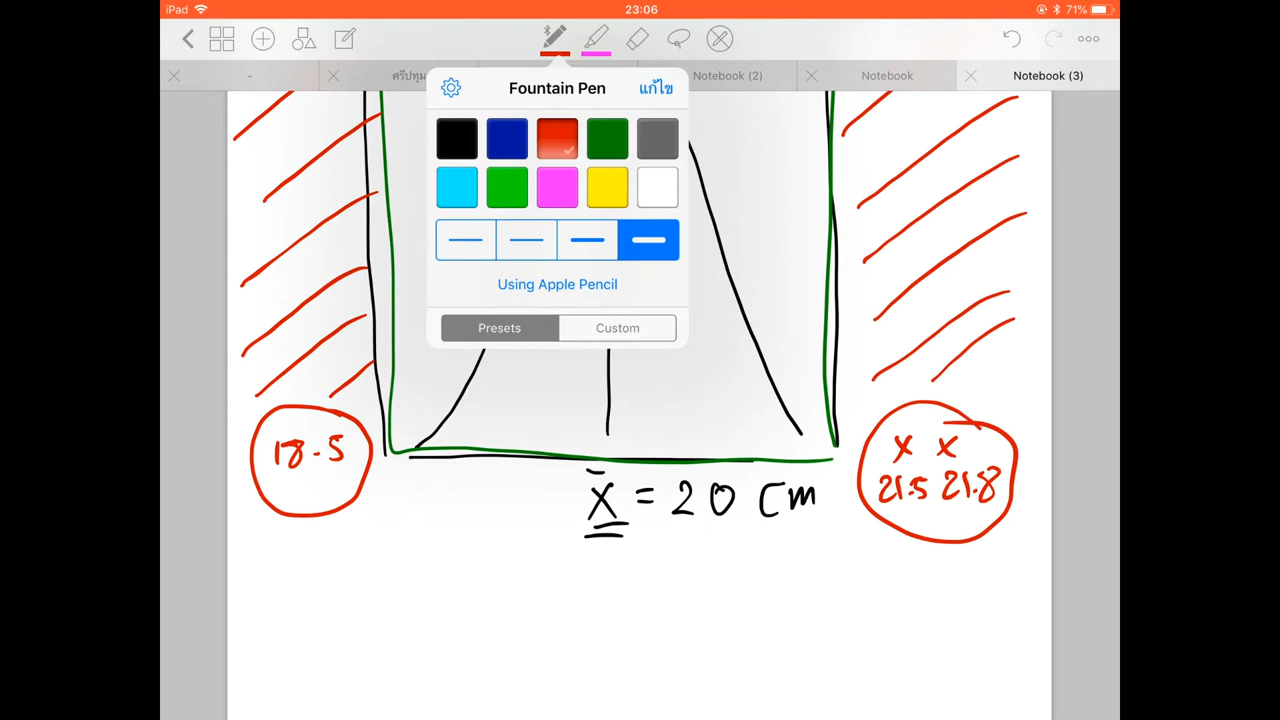 iPad 23:06 71%
- ศรีปทุม Notebook (2) Notebook Notebook (3)
Fountain Pen แก้ไข
Using Apple Pencil
Presets Custom
18.5
x x
21.5 21.8
x̄ = 20 cm